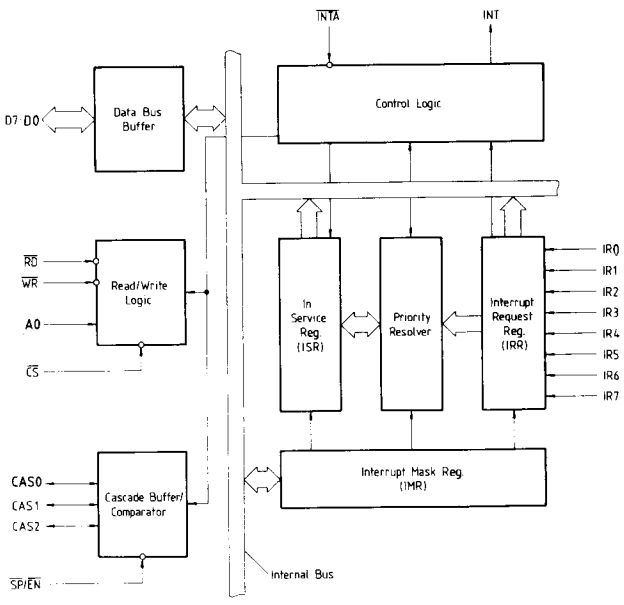 INTA
INT
D7-D0
Data Bus
Buffer
Control Logic
RD
WR
A0
CS
Read/Write
Logic
In
Service
Reg.
(ISR)
Priority
Resolver
Interrupt
Request
Reg.
(IRR)
IR0
IR1
IR2
IR3
IR4
IR5
IR6
IR7
CAS0
CAS1
CAS2
Cascade Buffer/
Comparator
SP/EN
Interrupt Mask Reg.
(IMR)
Internal Bus